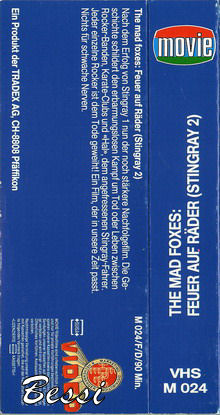 movie
THE MAD FOXES:
FEUER AUF RÄDER (STINGRAY 2)
VHS
M 024
The mad foxes: Feuer auf Räder (Stingray 2)
M 024/F/D/90 Min.
Nach dem Erfolg von Stingray 1 nun der noch stärkere Nachfolgefilm. Die Ge-
schichte schildert den erbarmungslosen Kampf um Tod oder Leben zwischen
Rocker-Banden, Karate-Clubs und «Hal», dem angefressenen Stingray-Fahrer.
Jeder einzelne Rocker ist dem Tode geweiht! Ein Film, der in unsere Zeit passt.
Nichts für schwache Nerven.
Ein Produkt der TRADEX AG, CH-8808 Pfäffikon
VIDEO
Bessi